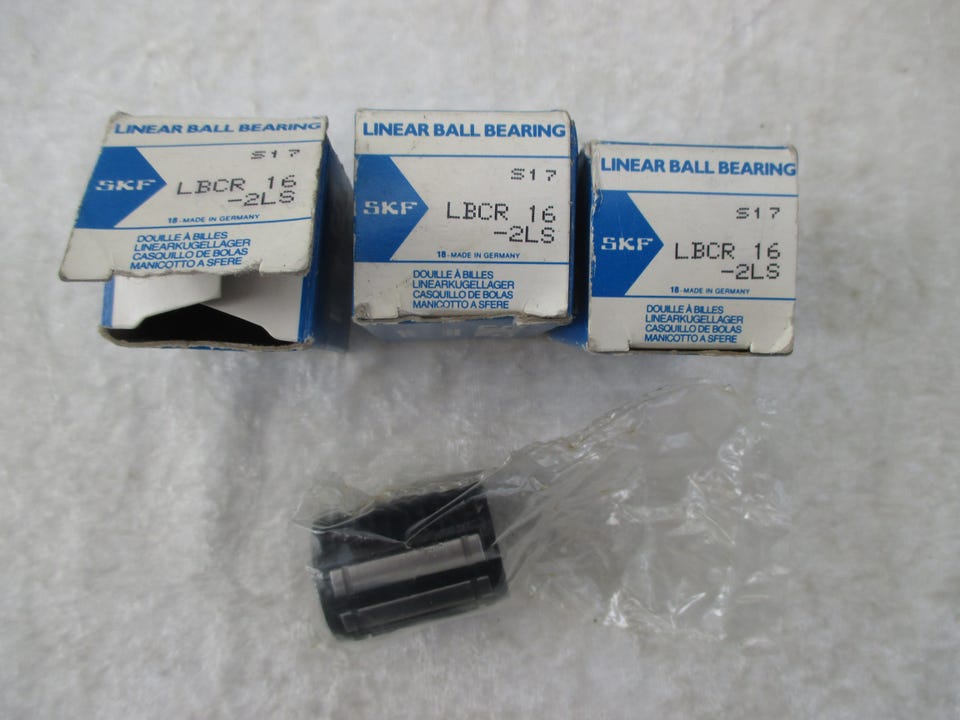 LINEAR BALL BEARING
S17
SKF
LBCR 16
-2LS
18 - MADE IN GERMANY
DOUILLE À BILLES
LINEARKUGELLAGER
CASQUILLO DE BOLAS
MANICOTTO A SFERE
LINEAR BALL BEARING
S17
SKF
LBCR 16
-2LS
18 - MADE IN GERMANY
DOUILLE À BILLES
LINEARKUGELLAGER
CASQUILLO DE BOLAS
MANICOTTO A SFERE
LINEAR BALL BEARING
S17
SKF
LBCR 16
-2LS
18 - MADE IN GERMANY
DOUILLE À BILLES
LINEARKUGELLAGER
CASQUILLO DE BOLAS
MANICOTTO A SFERE